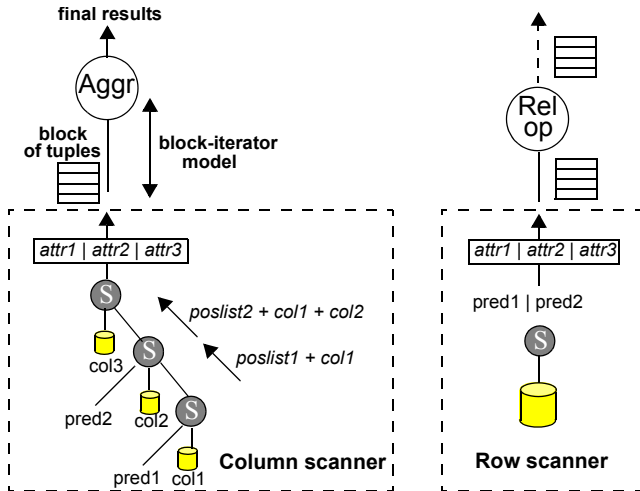 final results
Aggr
block
of tuples
block-iterator
model
attr1 | attr2 | attr3
S
poslist2 + col1 + col2
col3
S
poslist1 + col1
pred2
col2
S
pred1
col1
Column scanner
Rel
op
attr1 | attr2 | attr3
pred1 | pred2
S
Row scanner